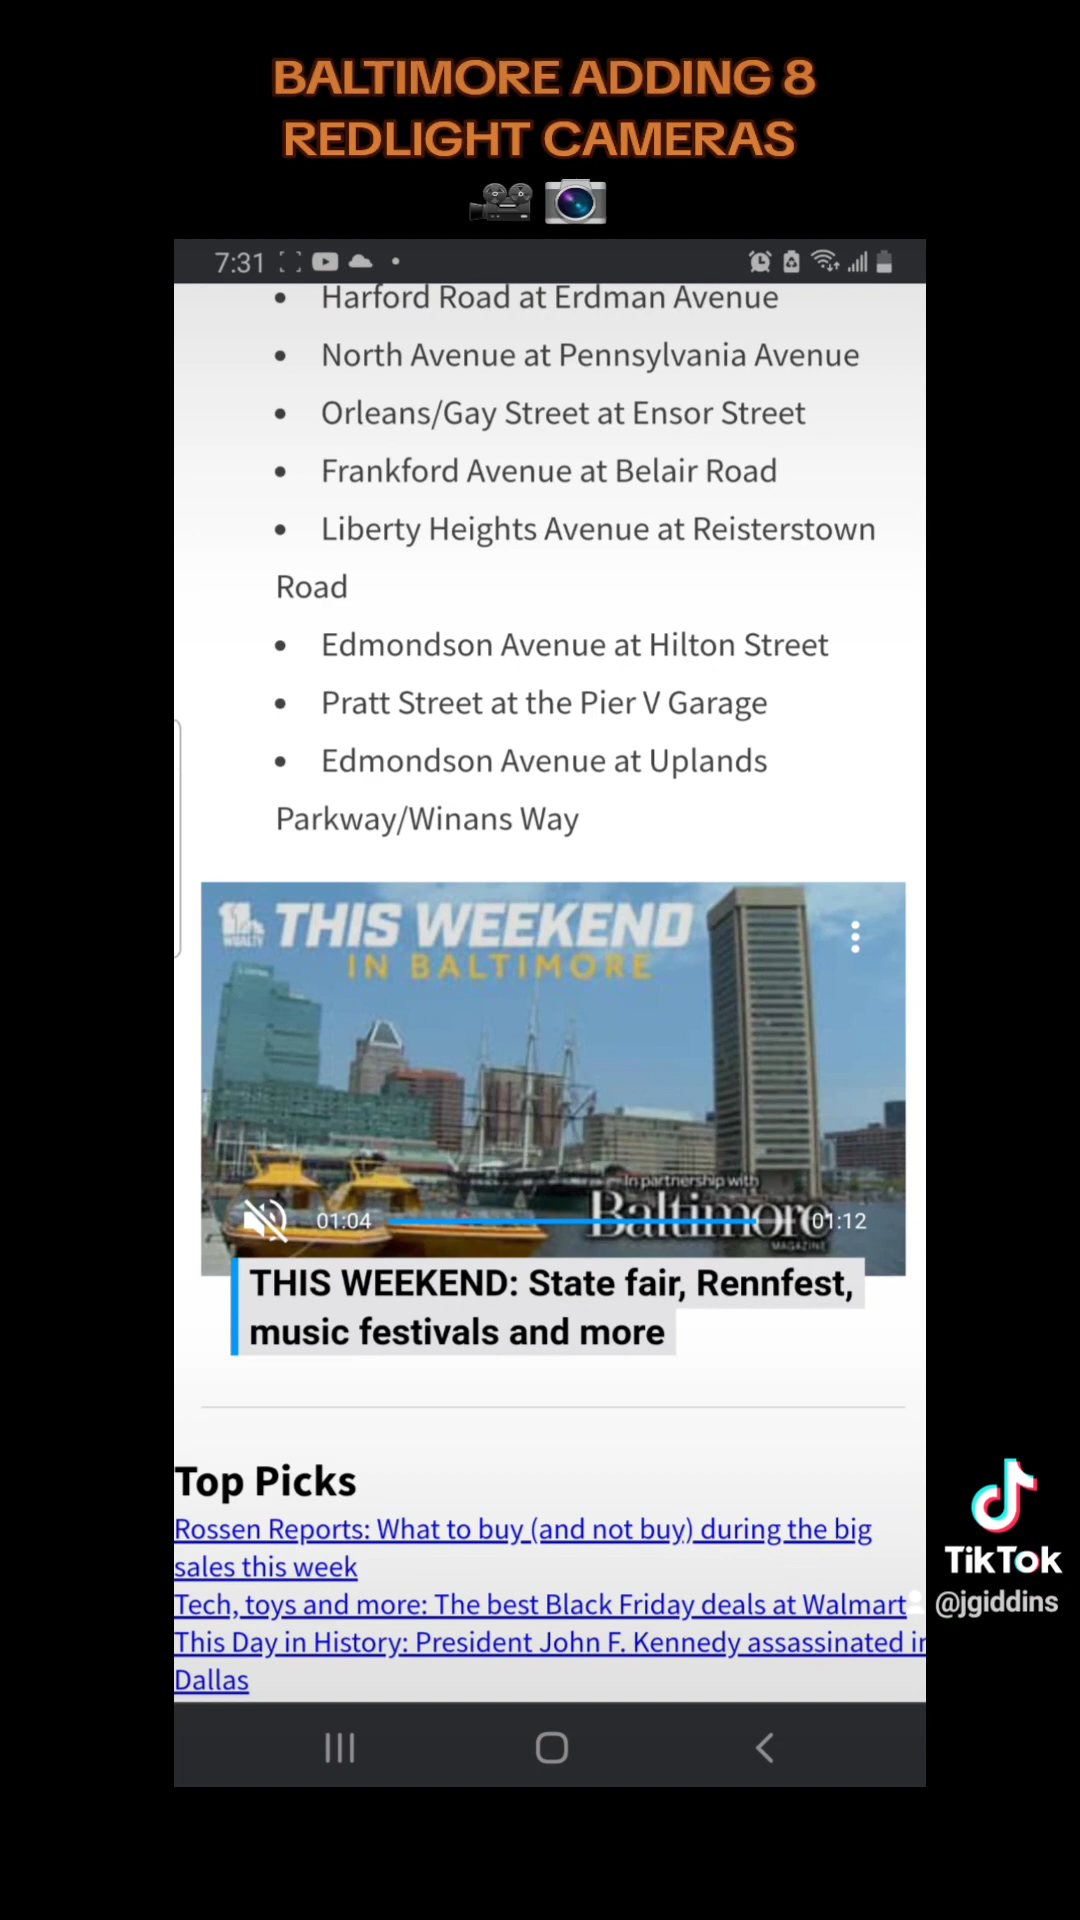 BALTIMORE ADDING 8
REDLIGHT CAMERAS
7:31
• Harford Road at Erdman Avenue
• North Avenue at Pennsylvania Avenue
• Orleans/Gay Street at Ensor Street
• Frankford Avenue at Belair Road
• Liberty Heights Avenue at Reisterstown
Road
• Edmondson Avenue at Hilton Street
• Pratt Street at the Pier V Garage
• Edmondson Avenue at Uplands
Parkway/Winans Way
11 THIS WEEKEND
WBALTV
IN BALTIMORE
In partnership with
Baltimore
MAGAZINE
01:04
01:12
THIS WEEKEND: State fair, Rennfest,
music festivals and more
Top Picks
Rossen Reports: What to buy (and not buy) during the big
sales this week
Tech, toys and more: The best Black Friday deals at Walmart
This Day in History: President John F. Kennedy assassinated in
Dallas
TikTok
@jgiddins